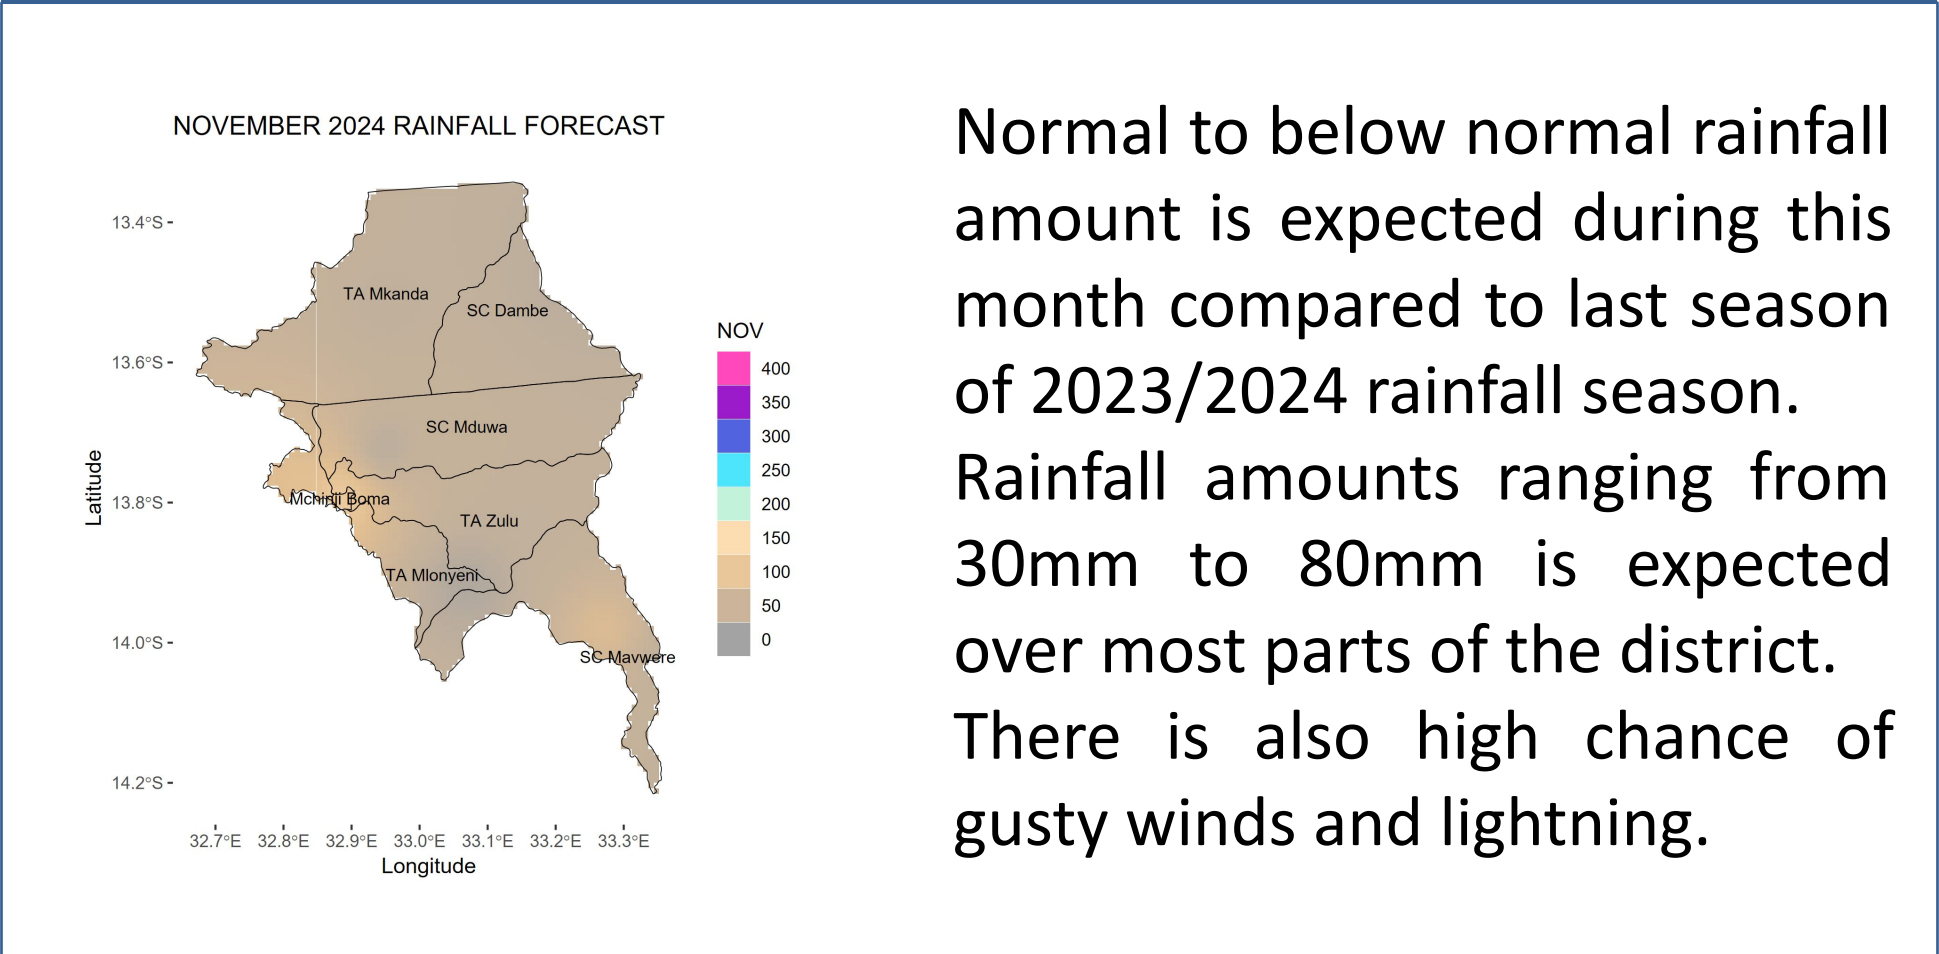 NOVEMBER 2024 RAINFALL FORECAST
13.4°S
13.6°S
13.8°S
14.0°S
14.2°S
Latitude
TA Mkanda
SC Dambe
SC Mduwa
Mchinji Boma
TA Zulu
TA Mlonyeni
SC Mavwere
32.7°E 32.8°E 32.9°E 33.0°E 33.1°E 33.2°E 33.3°E
Longitude
NOV
400
350
300
250
200
150
100
50
0
Normal to below normal rainfall
amount is expected during this
month compared to last season
of 2023/2024 rainfall season.
Rainfall amounts ranging from
30mm to 80mm is expected
over most parts of the district.
There is also high chance of
gusty winds and lightning.